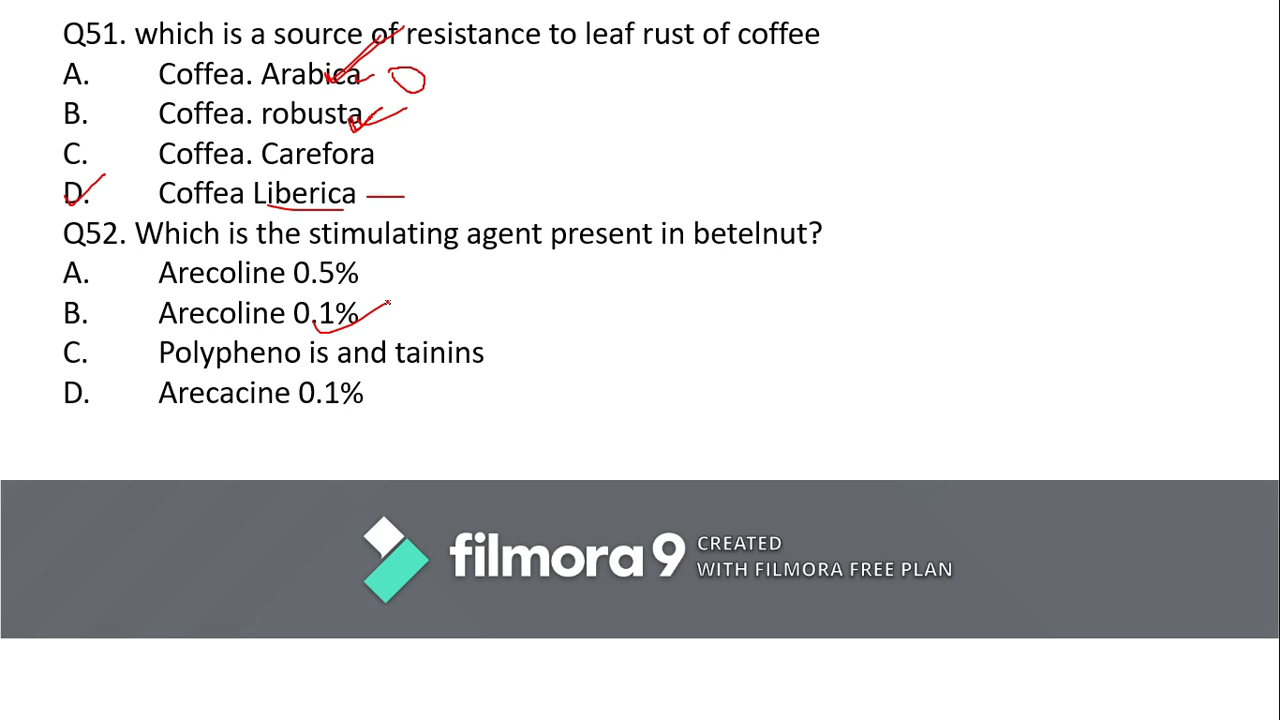 Q51. which is a source of resistance to leaf rust of coffee
A. Coffea. Arabica
B. Coffea. robusta
C. Coffea. Carefora
D. Coffea Liberica
Q52. Which is the stimulating agent present in betelnut?
A. Arecoline 0.5%
B. Arecoline 0.1%
C. Polypheno is and tainins
D. Arecacine 0.1%
filmora 9 CREATED
WITH FILMORA FREE PLAN